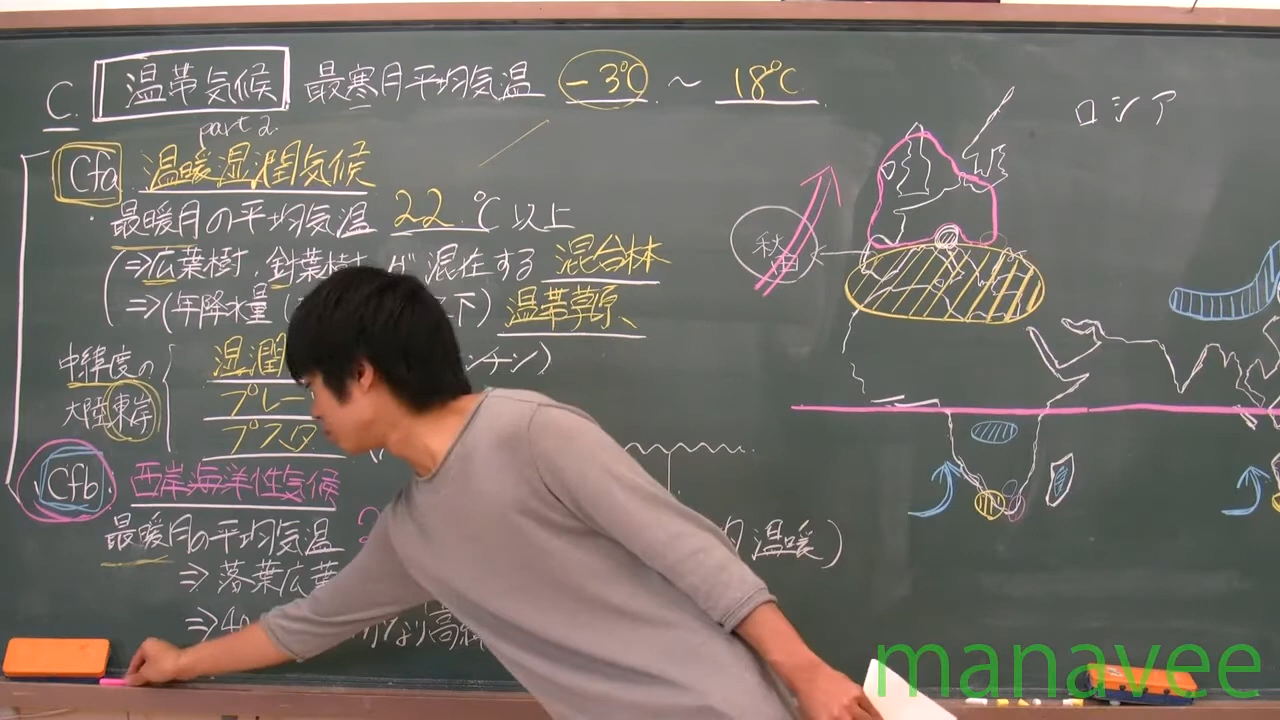 C. 温帯気候 最寒月平均気温 -3℃ ~ 18℃
part 2.
Cfa 温暖湿潤気候
・最暖月の平均気温 22℃以上
(⇒広葉樹、針葉樹が混在する 混合林
⇒(年降水量( 下) 温帯草原、
中緯度の
大陸東岸
湿潤 ンチン)
プレー
プスタ
Cfb 西岸海洋性気候
最暖月の平均気温
⇒ 落葉広葉
⇒40 かなり高緯
温暖)
ロシア
秋田
manavee